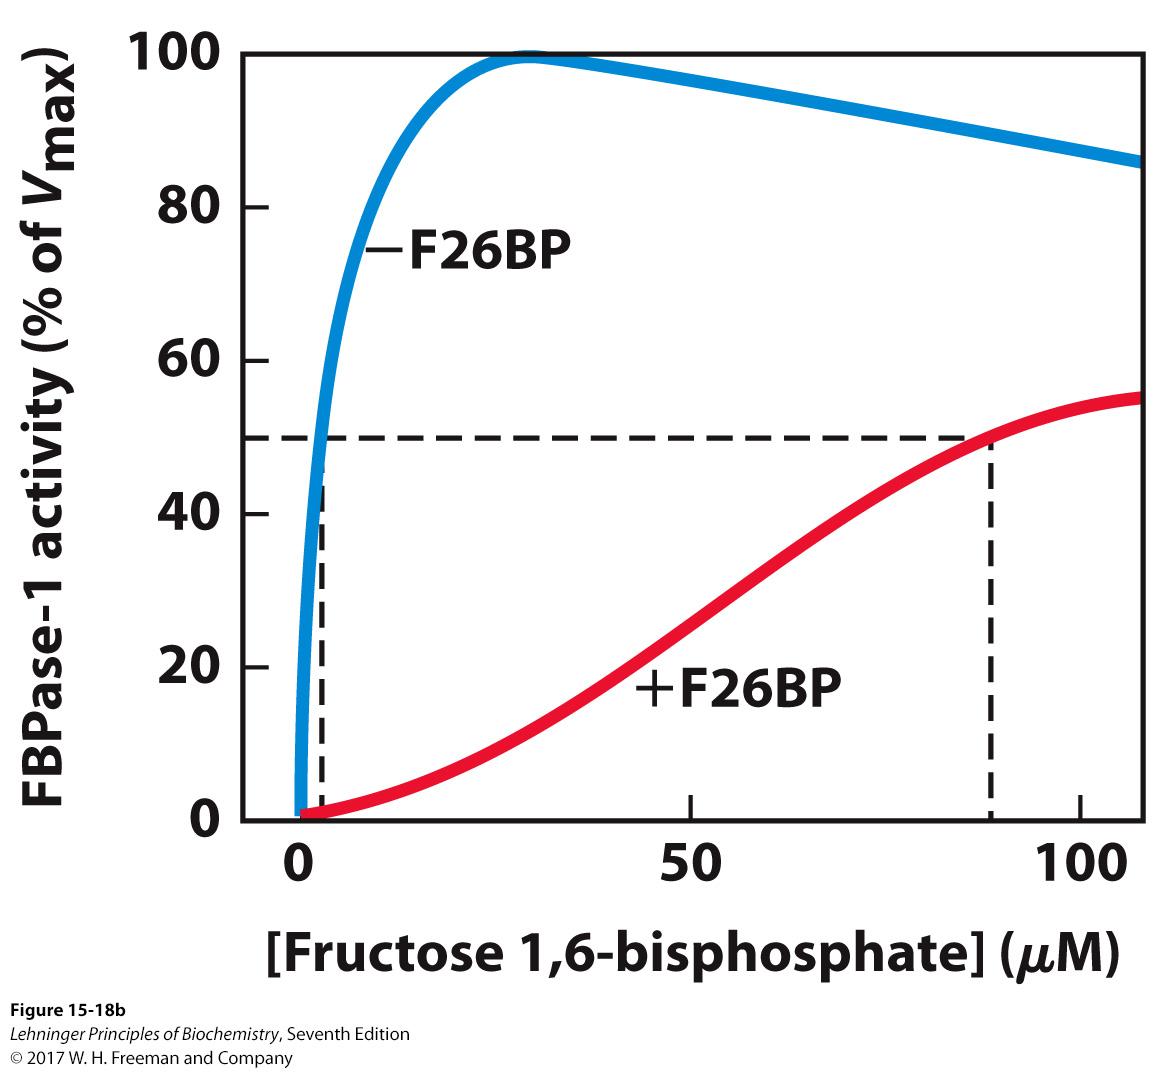 FBPase-1 activity (% of Vmax)
100
80
60
40
20
0
−F26BP
+F26BP
0 50 100
[Fructose 1,6-bisphosphate] (μM)
Figure 15-18b
Lehninger Principles of Biochemistry, Seventh Edition
© 2017 W. H. Freeman and Company